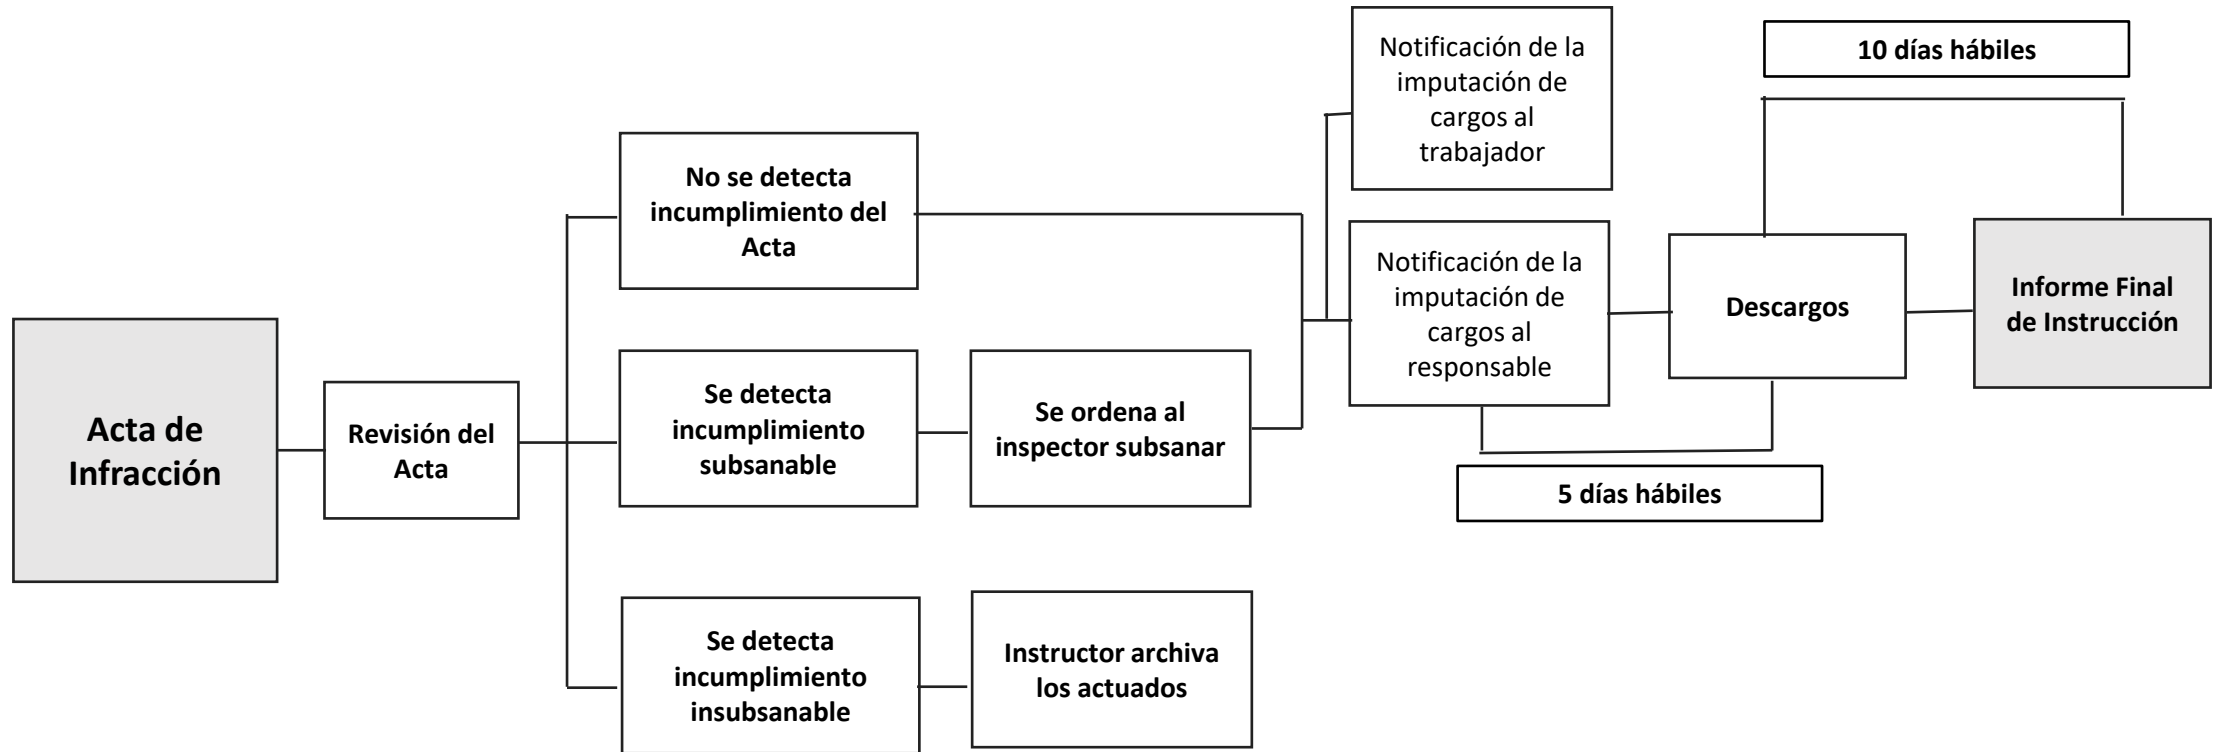 Acta de
Infracción
Revisión del
Acta
No se detecta
incumplimiento del
Acta
Se detecta
incumplimiento
subsanable
Se ordena al
inspector subsanar
Se detecta
incumplimiento
insubsanable
Instructor archiva
los actuados
Notificación de la
imputación de
cargos al
trabajador
Notificación de la
imputación de
cargos al
responsable
5 días hábiles
Descargos
10 días hábiles
Informe Final
de Instrucción